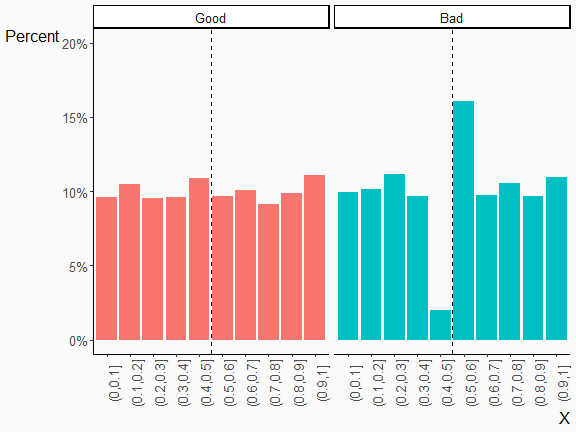 Good Bad
Percent
20%
15%
10%
5%
0%
(0,0.1] (0.1,0.2] (0.2,0.3] (0.3,0.4] (0.4,0.5] (0.5,0.6] (0.6,0.7] (0.7,0.8] (0.8,0.9] (0.9,1] (0,0.1] (0.1,0.2] (0.2,0.3] (0.3,0.4] (0.4,0.5] (0.5,0.6] (0.6,0.7] (0.7,0.8] (0.8,0.9] (0.9,1]
X